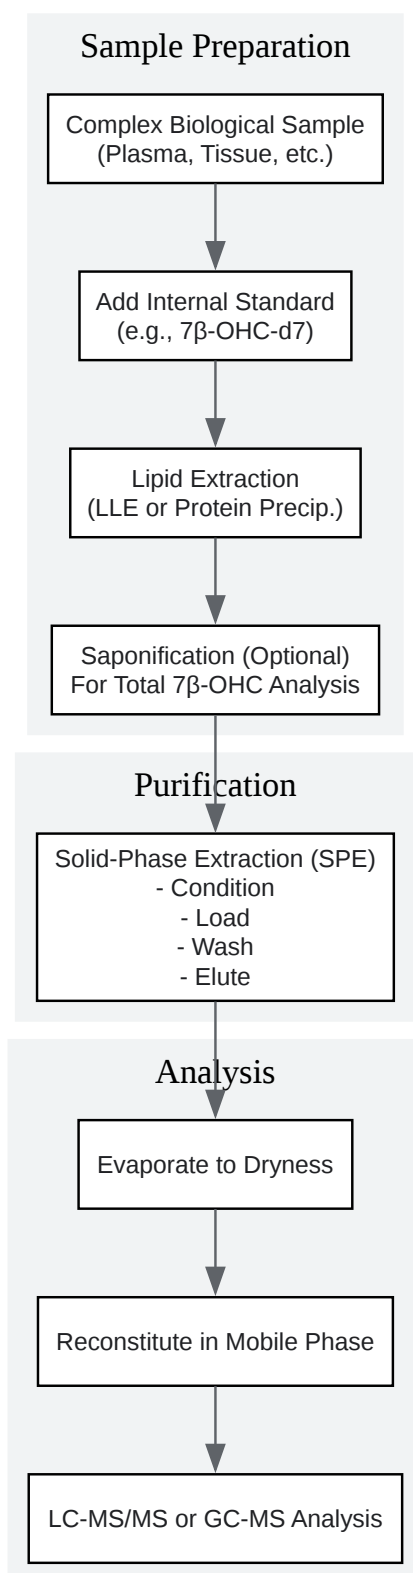 Sample Preparation
Complex Biological Sample
(Plasma, Tissue, etc.)
Add Internal Standard
(e.g., 7β-OHC-d7)
Lipid Extraction
(LLE or Protein Precip.)
Saponification (Optional)
For Total 7β-OHC Analysis
Purification
Solid-Phase Extraction (SPE)
- Condition
- Load
- Wash
- Elute
Analysis
Evaporate to Dryness
Reconstitute in Mobile Phase
LC-MS/MS or GC-MS Analysis